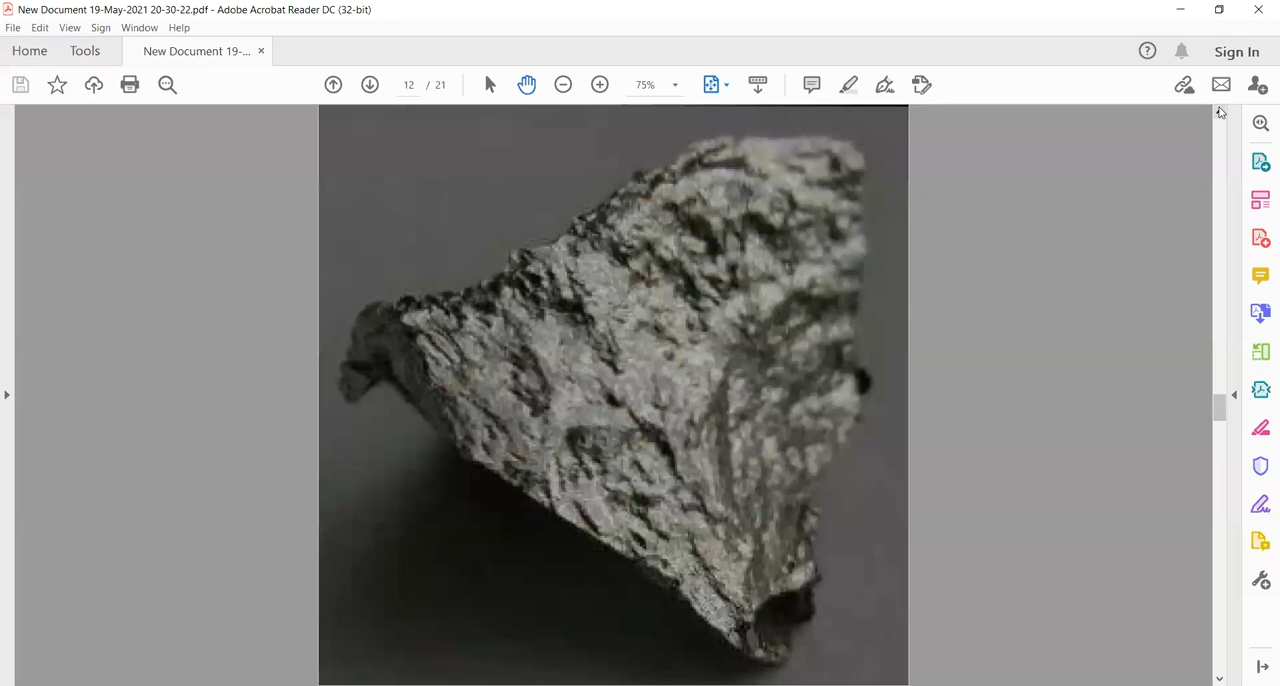 New Document 19-May-2021 20-30-22.pdf - Adobe Acrobat Reader DC (32-bit)
File Edit View Sign Window Help
Home Tools New Document 19-... × Sign In
12 / 21 75%